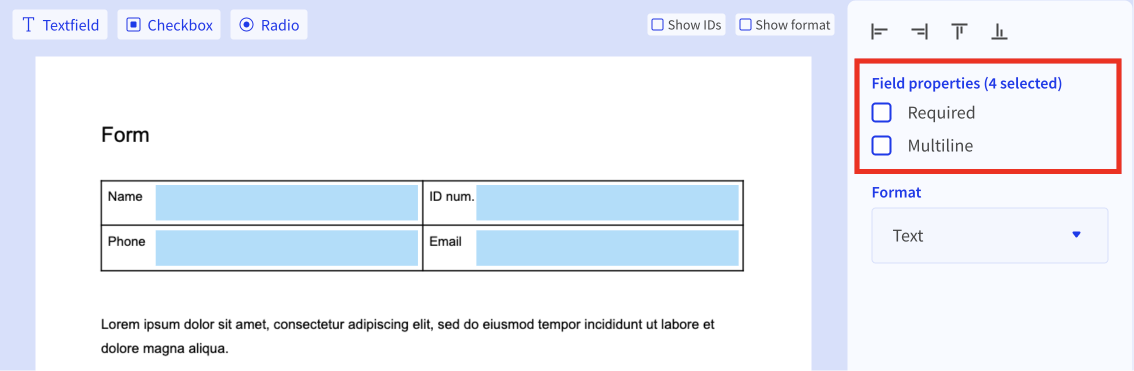 Textfield
Checkbox
Radio
Show IDs
Show format
Form
Name
ID num.
Phone
Email
Lorem ipsum dolor sit amet, consectetur adipiscing elit, sed do eiusmod tempor incididunt ut labore et
dolore magna aliqua.
Field properties (4 selected)
Required
Multiline
Format
Text